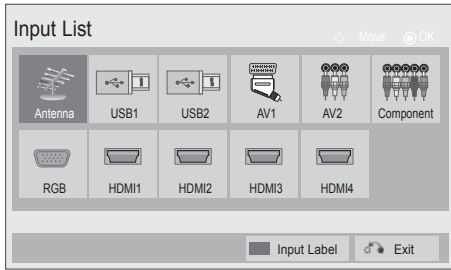 Input List
Move OK
Antenna USB1 USB2 AV1 AV2 Component
RGB HDMI1 HDMI2 HDMI3 HDMI4
Input Label Exit